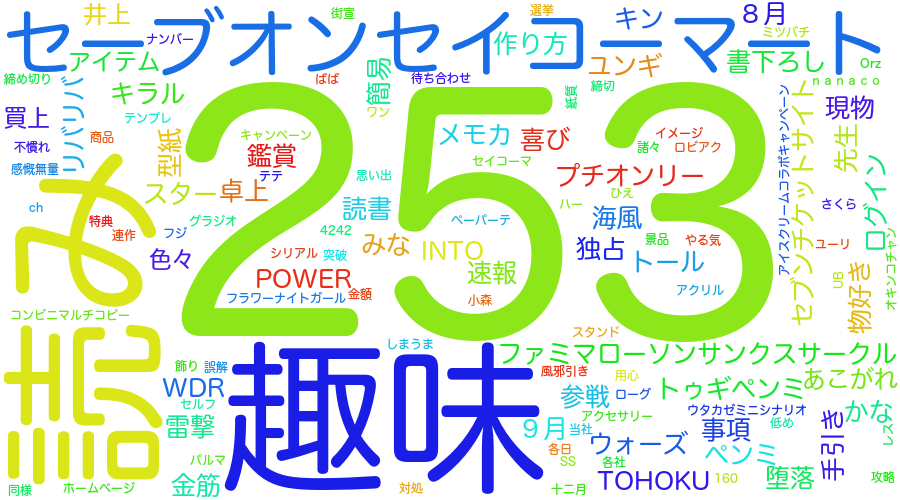 セーブオンセイコーマート
井上
ナンバー
街宣
選挙
キン
8月
ミツバチ
作り方
アイテム
締め切り
キラル
リバリバ
ぱぱ
待ち合わせ
簡易
ワン
紙質
締切
ユンギ
書下ろし
Orz
nanaco
買上
テンプレ
商品
不慣れ
感慨無量
型紙
キャンペーン
鑑賞
テテ
253
メモカ
喜び
セイコーマ
イメージ
諸々
ロビアク
現物
先生
アイスクリームコラボキャンペーン
セブンチケットサイト
ログイン
み
ch
特典
連作
スター
卓上
グラジオ
フジ
色々
思い出
読書
4242
シリアル
突破
プチオンリー
ひえ
ハー
海風
ペーパーテ
みな
INTO
速報
独占
景品
やる気
トール
さくら
ユーリ
UB
物好き
オキンコチャン
POWER
金額
フラワーナイトガール
小森
アクリル
コンビニマルチコピー
スタンド
しまうま
ファミマローソンサンクスサークル
誌
飾り
誤解
WDR
セルフ
雷撃
パルマ
金筋
同様
ホームページ
趣味
対処
風邪引き
用心
参戦
ローグ
トゥギペンミ
あこがれ
アクセサリー
9月
当社
ウタカゼミニシナリオ
低め
かな
レス
ウォーズ
事項
ペンミ
手引き
各日
SS
各社
TOHOKU
160
堕落
攻略
十二月